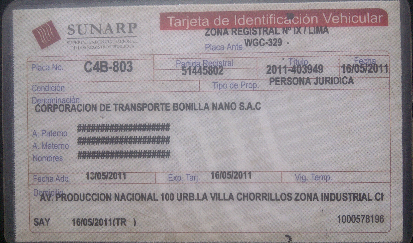 SUNARP
Tarjeta de Identificación Vehicular
ZONA REGISTRAL Nº IX / LIMA
Placa Ante WGC-329 -
Placa No. C4B-803
Partida Registral 51445802
Título 2011-403949
Fecha 16/05/2011
Condición
Tipo de Prop. PERSONA JURIDICA
Denominación
CORPORACION DE TRANSPORTE BONILLA NANO S.A.C
A. Paterno ##################
A. Materno ##################
Nombres ##################
Fecha Adq 13/05/2011 Exp. Tar. 16/05/2011 Vig. Temp.
Domicilio
AV. PRODUCCION NACIONAL 100 URB.LA VILLA CHORRILLOS ZONA INDUSTRIAL CI
SAY 16/05/2011(TR ) 1000578196